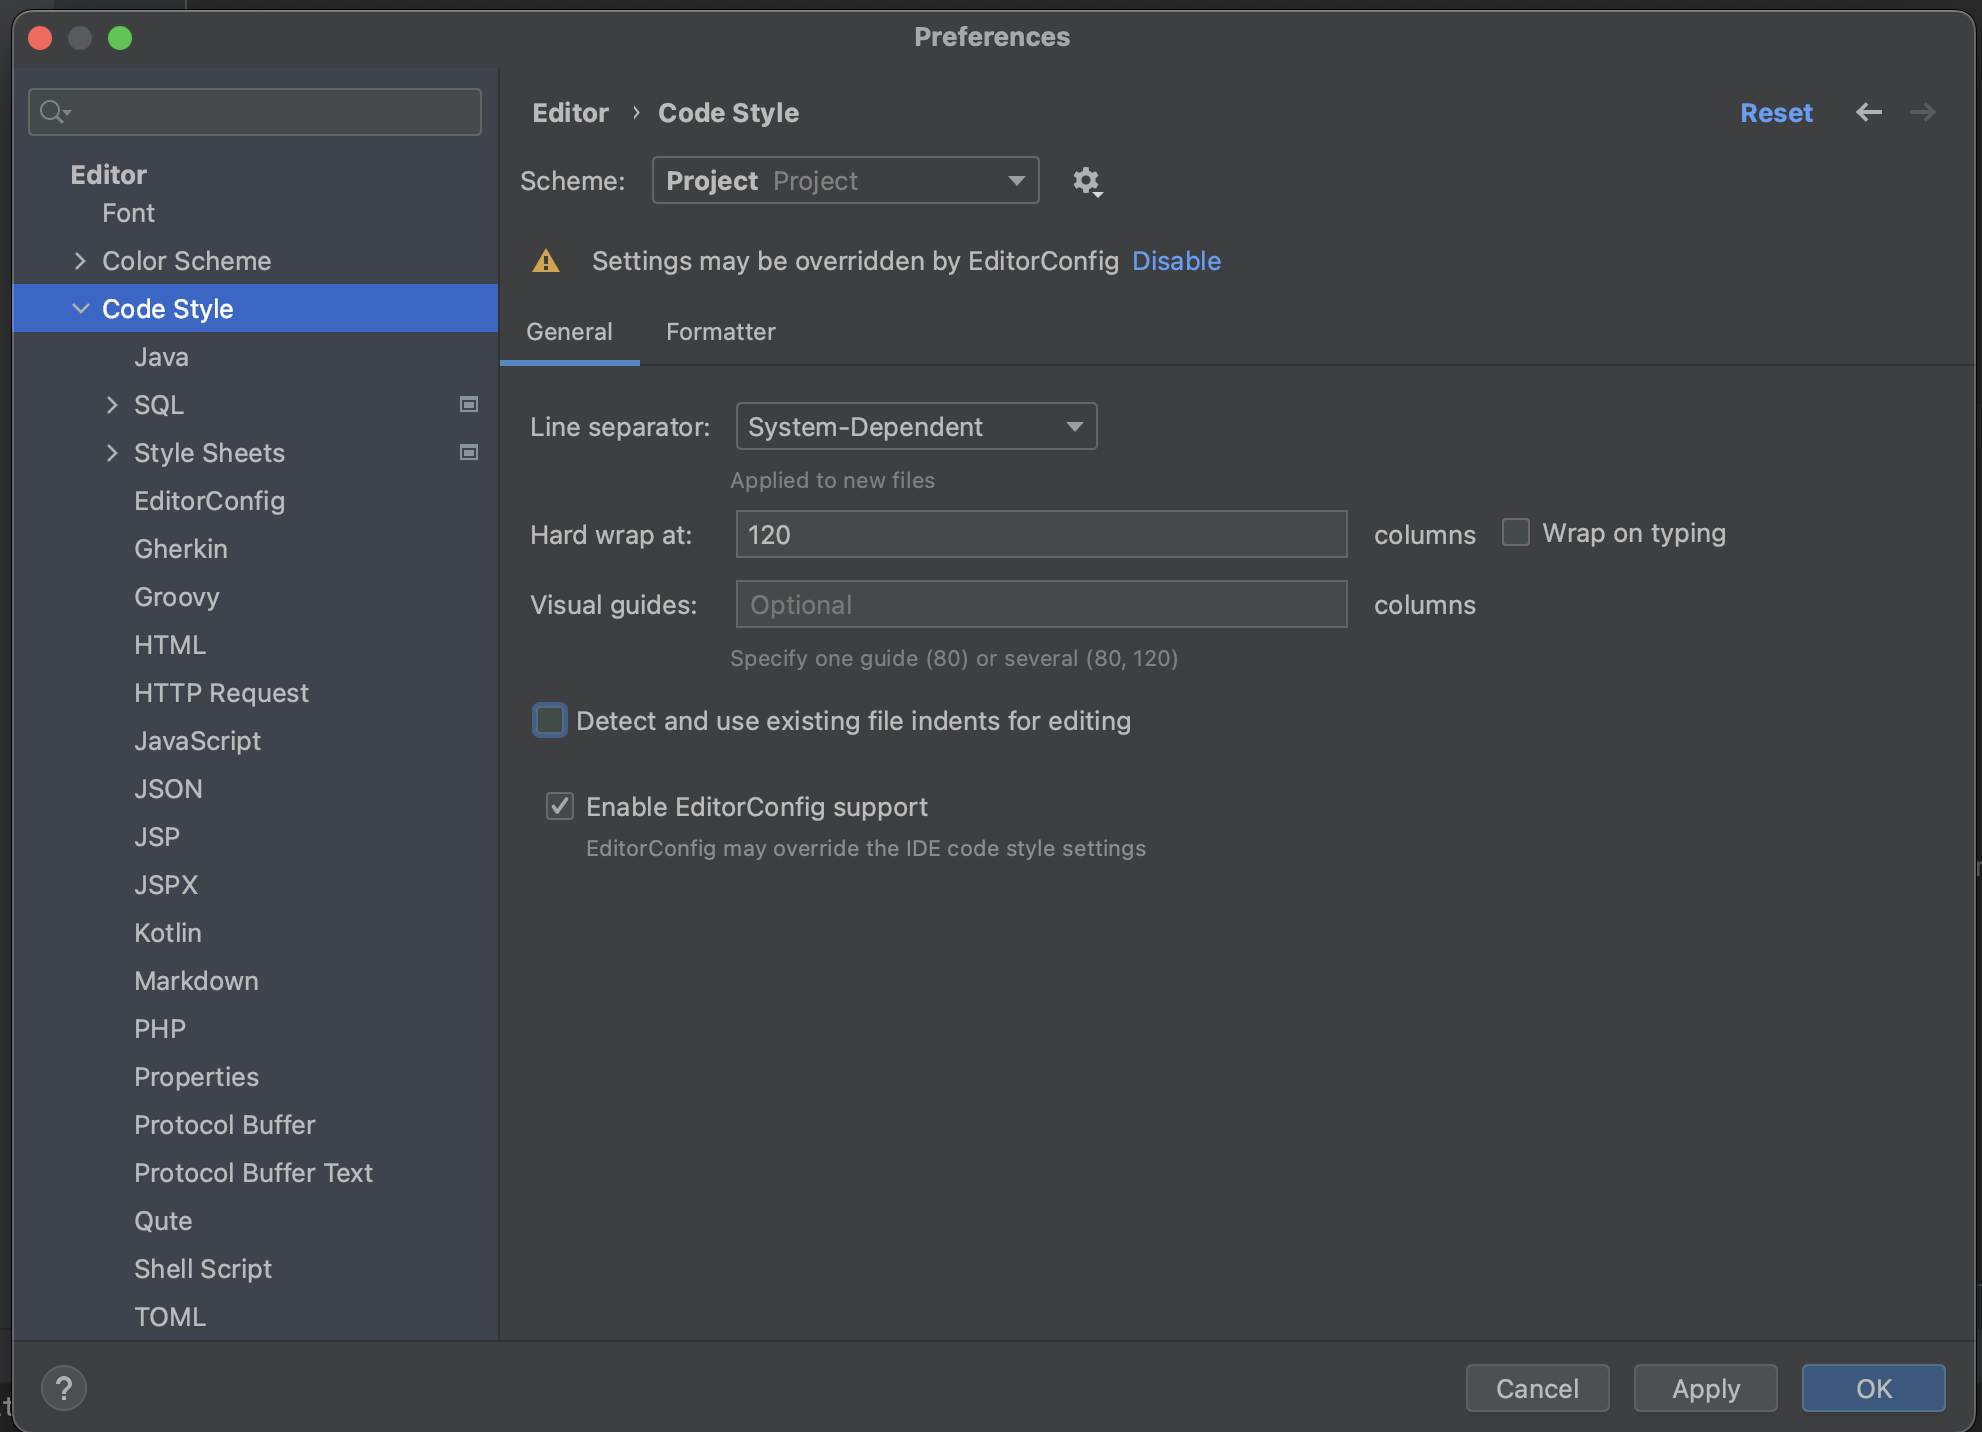 Preferences
Editor
Font
Color Scheme
Code Style
Java
SQL
Style Sheets
EditorConfig
Gherkin
Groovy
HTML
HTTP Request
JavaScript
JSON
JSP
JSPX
Kotlin
Markdown
PHP
Properties
Protocol Buffer
Protocol Buffer Text
Qute
Shell Script
TOML
Editor › Code Style
Reset
Scheme: Project Project
Settings may be overridden by EditorConfig Disable
General Formatter
Line separator: System-Dependent
Applied to new files
Hard wrap at: 120 columns Wrap on typing
Visual guides: Optional columns
Specify one guide (80) or several (80, 120)
Detect and use existing file indents for editing
Enable EditorConfig support
EditorConfig may override the IDE code style settings
?
Cancel Apply OK